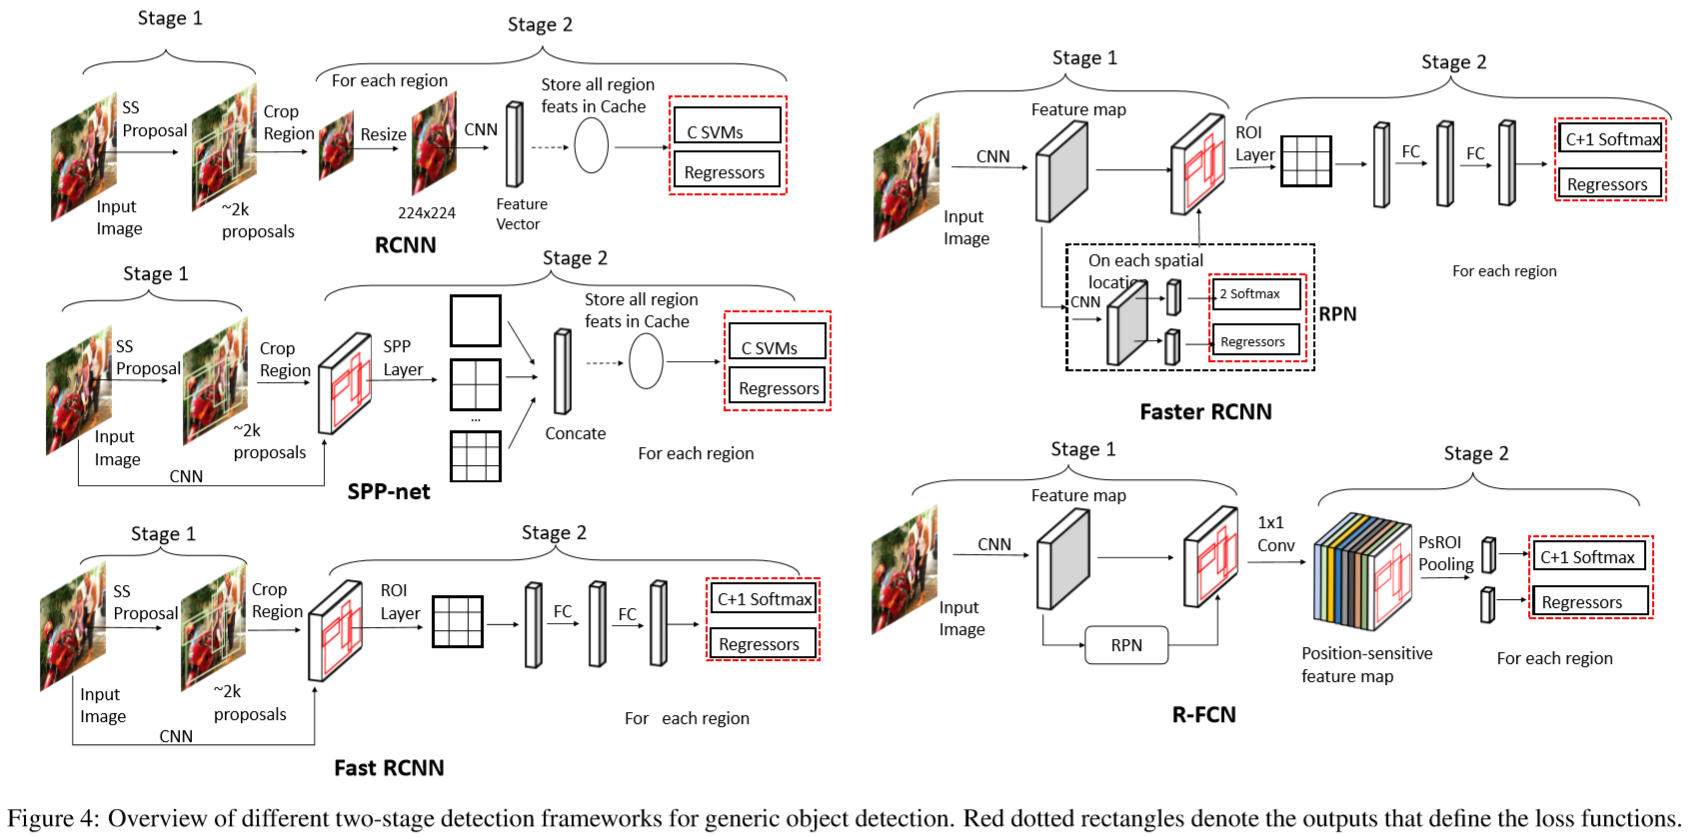 Stage 1
Stage 2
For each region
SS
Proposal
Crop
Region
Resize
CNN
Store all region
feats in Cache
C SVMs
Regressors
Input
Image
~2k
proposals
224x224
Feature
Vector
RCNN
Stage 1
Stage 2
SS
Proposal
Crop
Region
SPP
Layer
Store all region
feats in Cache
C SVMs
Regressors
...
Input
Image
~2k
proposals
Concate
CNN
For each region
SPP-net
Stage 1
Stage 2
SS
Proposal
Crop
Region
ROI
Layer
FC
FC
C+1 Softmax
Regressors
Input
Image
~2k
proposals
CNN
For each region
Fast RCNN
Stage 1
Stage 2
Feature map
CNN
ROI
Layer
FC
FC
C+1 Softmax
Regressors
Input
Image
On each spatial
location
CNN
2 Softmax
Regressors
RPN
For each region
Faster RCNN
Stage 1
Stage 2
Feature map
CNN
1x1
Conv
PsROI
Pooling
C+1 Softmax
Regressors
Input
Image
RPN
Position-sensitive
feature map
For each region
R-FCN
Figure 4: Overview of different two-stage detection frameworks for generic object detection. Red dotted rectangles denote the outputs that define the loss functions.